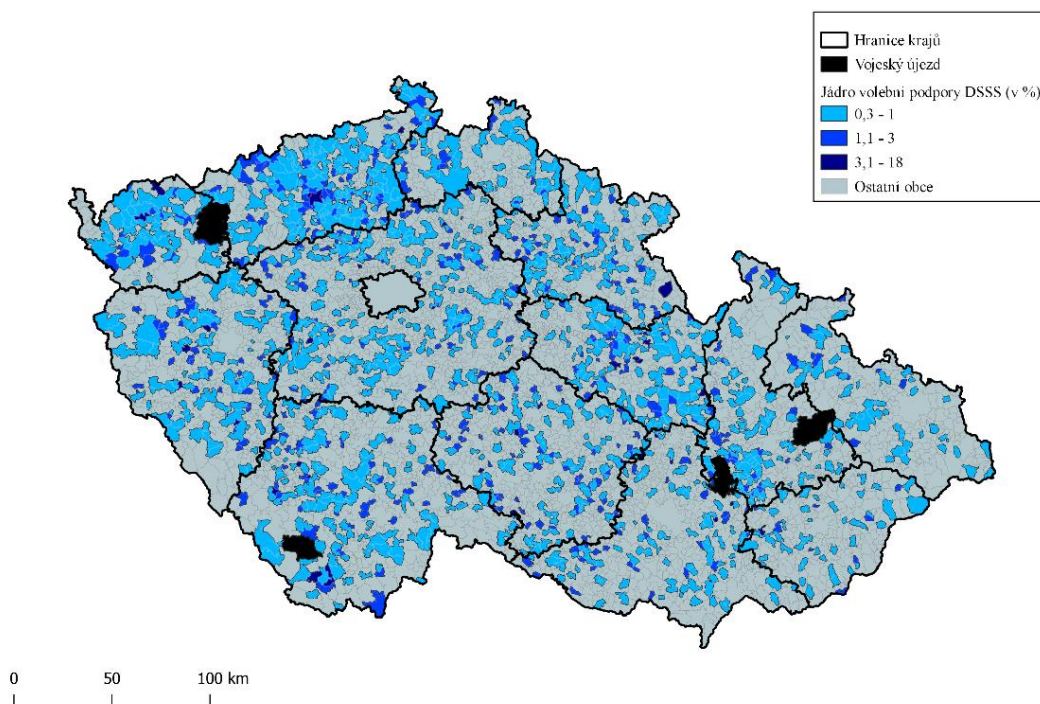 Hranice krajů
Vojeský újezd
Jádro volební podpory DSSS (v %)
0,3 - 1
1,1 - 3
3,1 - 18
Ostatní obce
0 50 100 km